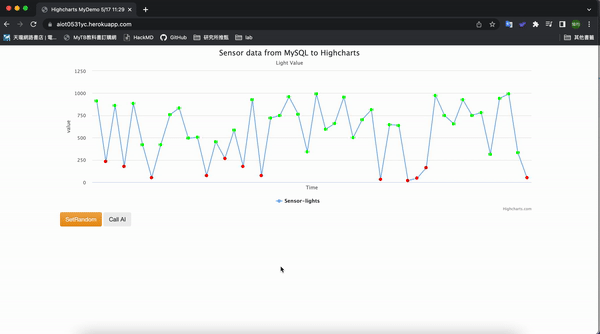 Highcharts MyDemo 5/17 11:29
aiot0531yc.herokuapp.com
天瓏網路書店 | 電...
MyTB教科書訂購網
HackMD
GitHub
研究所推甄
lab
其他書籤
Sensor data from MySQL to Highcharts
Light Value
1250
1000
750
500
250
0
value
Time
Sensor-lights
Highcharts.com
SetRandom
Call AI